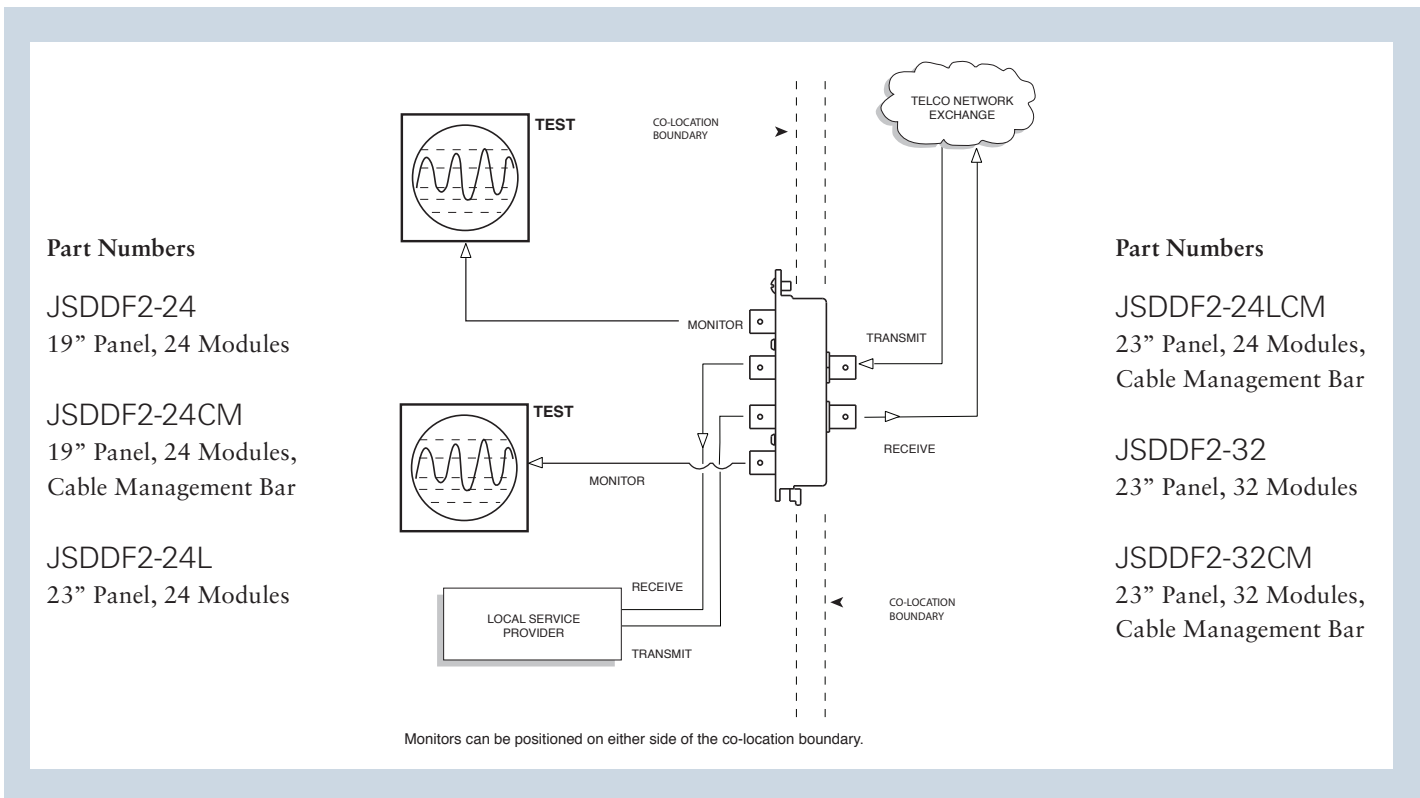 Part Numbers
JSDDF2-24
19” Panel, 24 Modules
JSDDF2-24CM
19” Panel, 24 Modules,
Cable Management Bar
JSDDF2-24L
23” Panel, 24 Modules
TEST
CO-LOCATION
BOUNDARY
TELCO NETWORK
EXCHANGE
MONITOR
TRANSMIT
TEST
RECEIVE
MONITOR
RECEIVE
LOCAL SERVICE
PROVIDER
TRANSMIT
CO-LOCATION
BOUNDARY
Monitors can be positioned on either side of the co-location boundary.
Part Numbers
JSDDF2-24LCM
23” Panel, 24 Modules,
Cable Management Bar
JSDDF2-32
23” Panel, 32 Modules
JSDDF2-32CM
23” Panel, 32 Modules,
Cable Management Bar